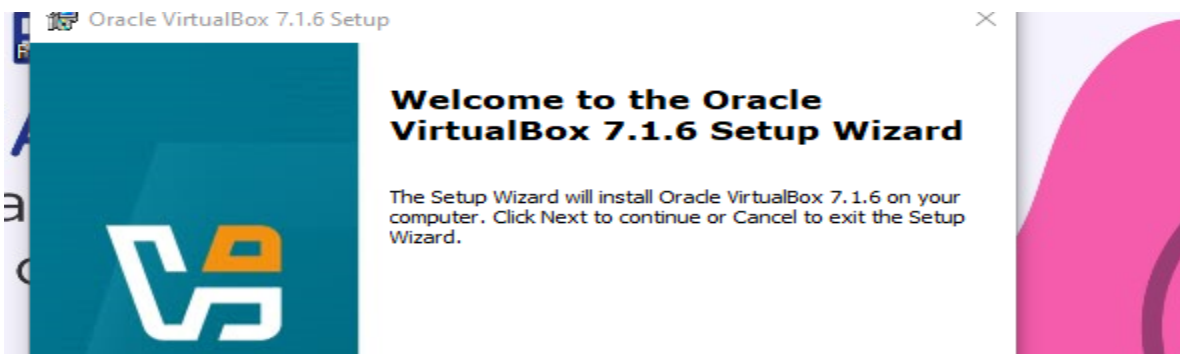 Oracle VirtualBox 7.1.6 Setup
Welcome to the Oracle
VirtualBox 7.1.6 Setup Wizard
The Setup Wizard will install Oracle VirtualBox 7.1.6 on your
computer. Click Next to continue or Cancel to exit the Setup
Wizard.